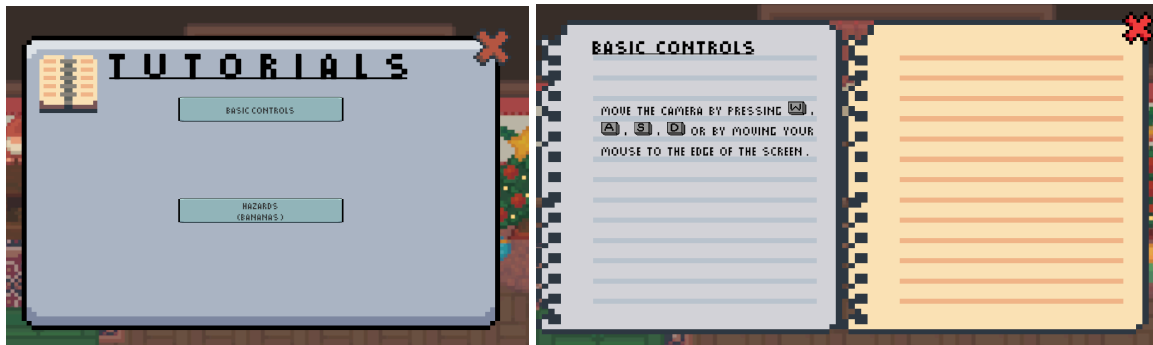 TUTORIALS
BASIC CONTROLS
HAZARDS
(BANANAS)
BASIC CONTROLS
MOVE THE CAMERA BY PRESSING W,
A, S, D OR BY MOVING YOUR
MOUSE TO THE EDGE OF THE SCREEN.